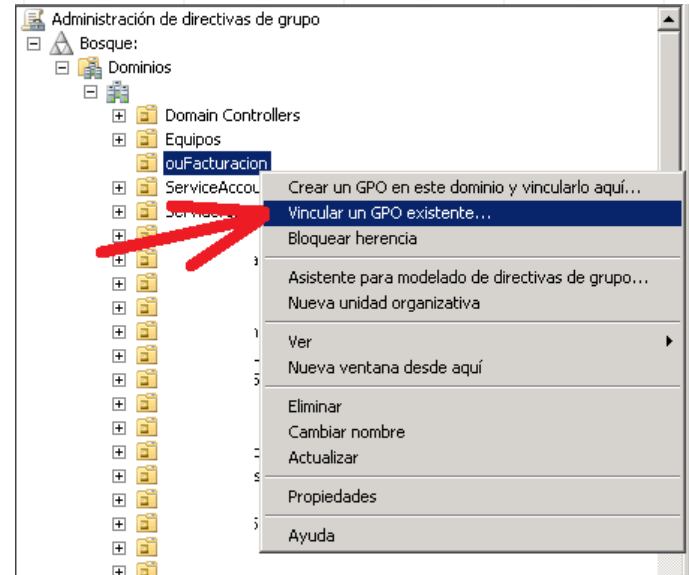 Administración de directivas de grupo
Bosque:
Dominios
Domain Controllers
Equipos
ouFacturacion
Crear un GPO en este dominio y vincularlo aquí...
Vincular un GPO existente...
Bloquear herencia
Asistente para modelado de directivas de grupo...
Nueva unidad organizativa
Ver
Nueva ventana desde aquí
Eliminar
Cambiar nombre
Actualizar
Propiedades
Ayuda